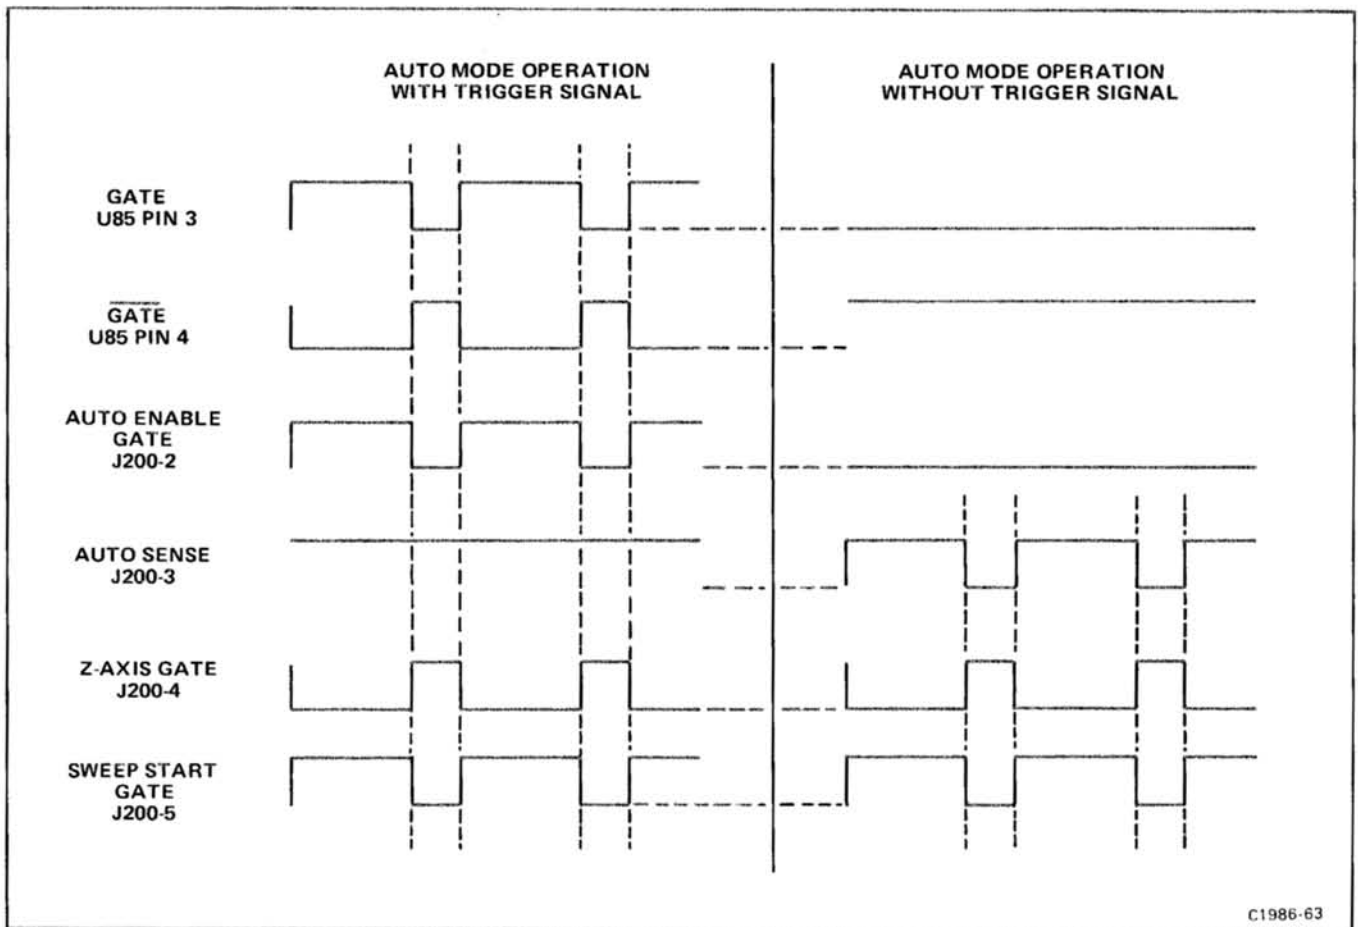 AUTO MODE OPERATION
WITH TRIGGER SIGNAL
AUTO MODE OPERATION
WITHOUT TRIGGER SIGNAL
GATE
U85 PIN 3
GATE
U85 PIN 4
AUTO ENABLE
GATE
J200-2
AUTO SENSE
J200-3
Z-AXIS GATE
J200-4
SWEEP START
GATE
J200-5
C1986-63